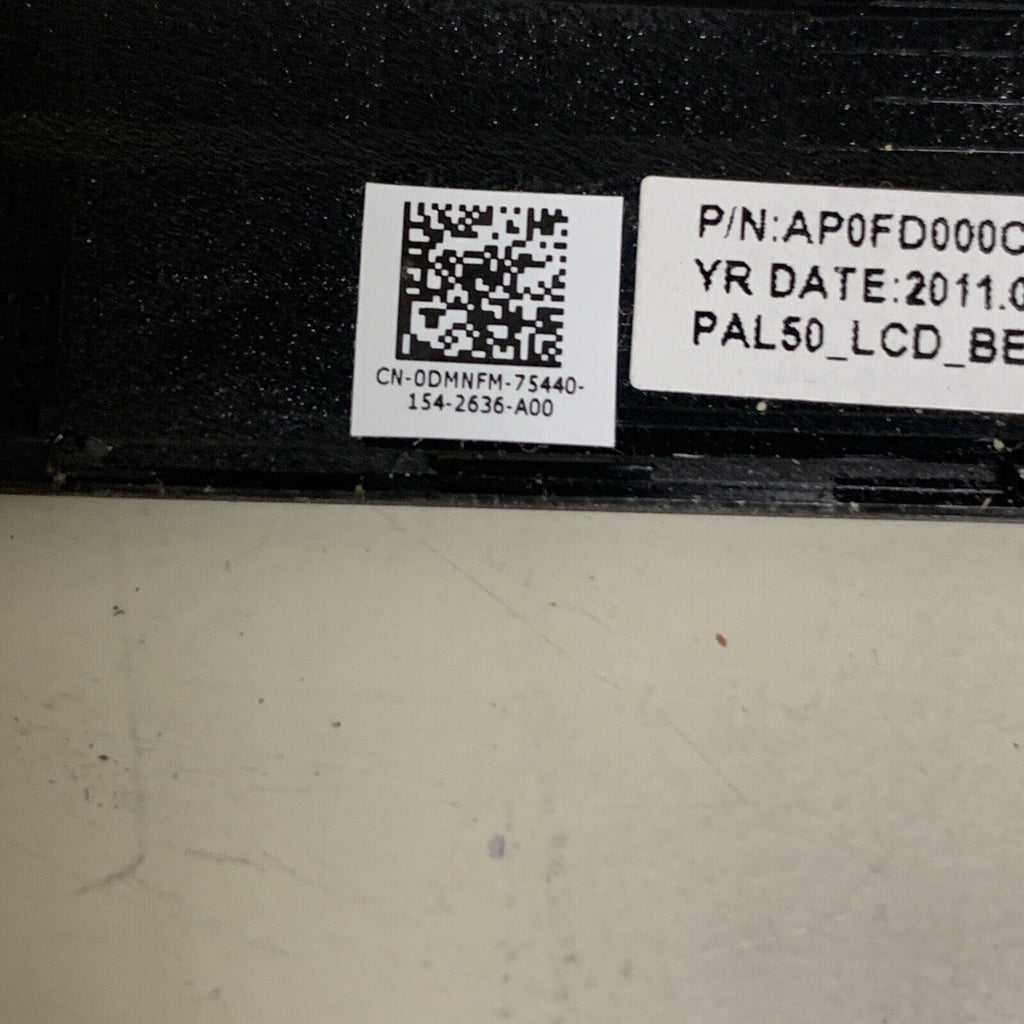 CN-0DMNFM-75440-
154-2636-A00
P/N:AP0FD000C
YR DATE:2011.0
PAL50_LCD_BE